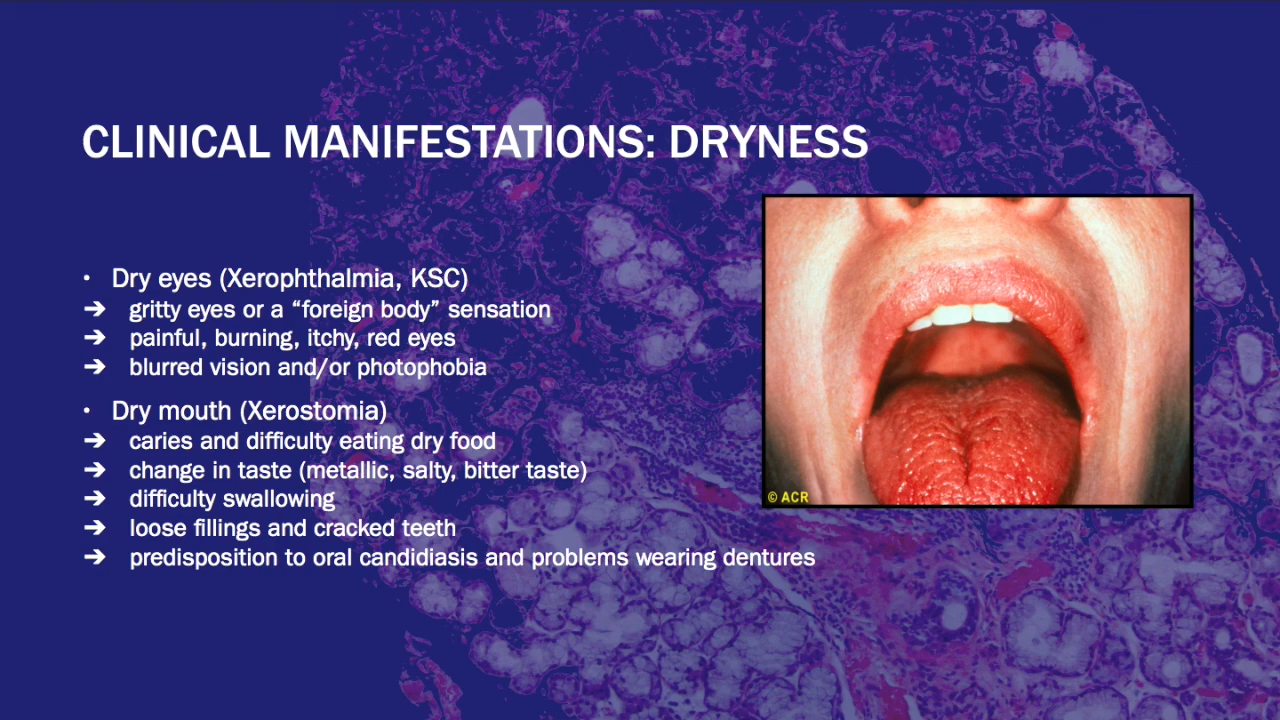 CLINICAL MANIFESTATIONS: DRYNESS
• Dry eyes (Xerophthalmia, KSC)
➔ gritty eyes or a “foreign body” sensation
➔ painful, burning, itchy, red eyes
➔ blurred vision and/or photophobia
• Dry mouth (Xerostomia)
➔ caries and difficulty eating dry food
➔ change in taste (metallic, salty, bitter taste)
➔ difficulty swallowing
➔ loose fillings and cracked teeth
➔ predisposition to oral candidiasis and problems wearing dentures
© ACR